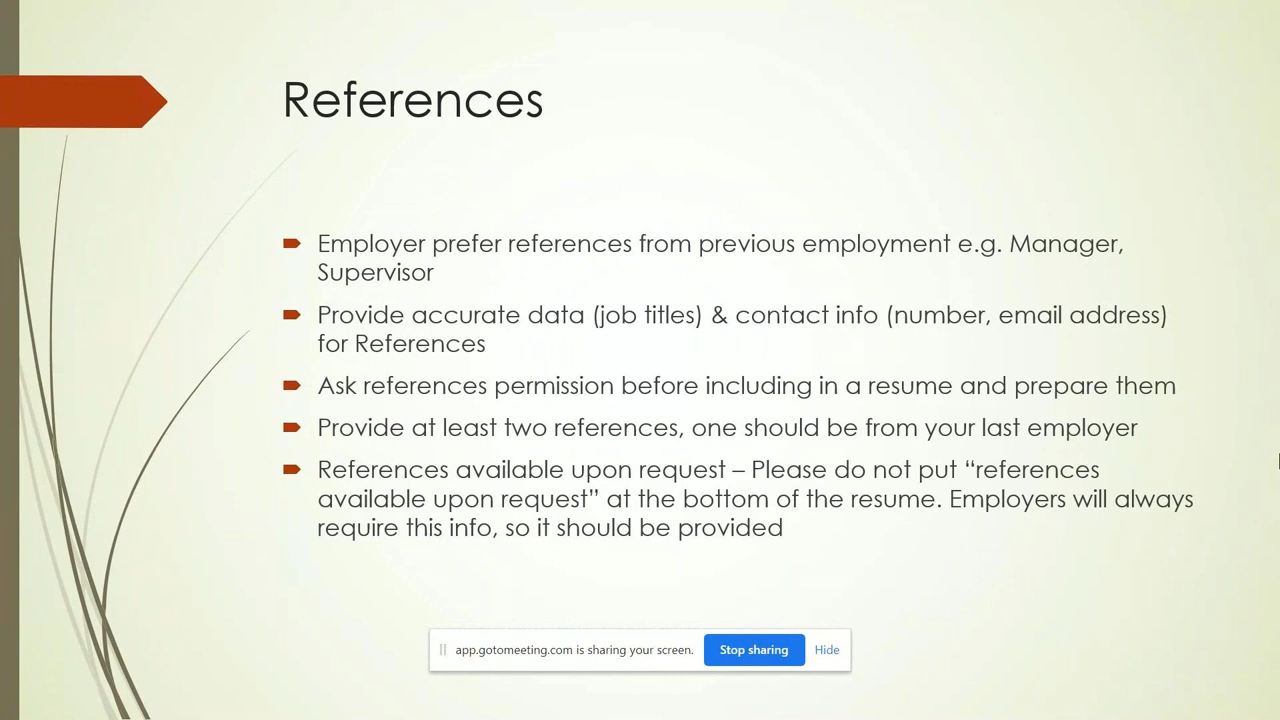 References
Employer prefer references from previous employment e.g. Manager,
Supervisor
Provide accurate data (job titles) & contact info (number, email address)
for References
Ask references permission before including in a resume and prepare them
Provide at least two references, one should be from your last employer
References available upon request – Please do not put “references
available upon request” at the bottom of the resume. Employers will always
require this info, so it should be provided
app.gotomeeting.com is sharing your screen. Stop sharing Hide